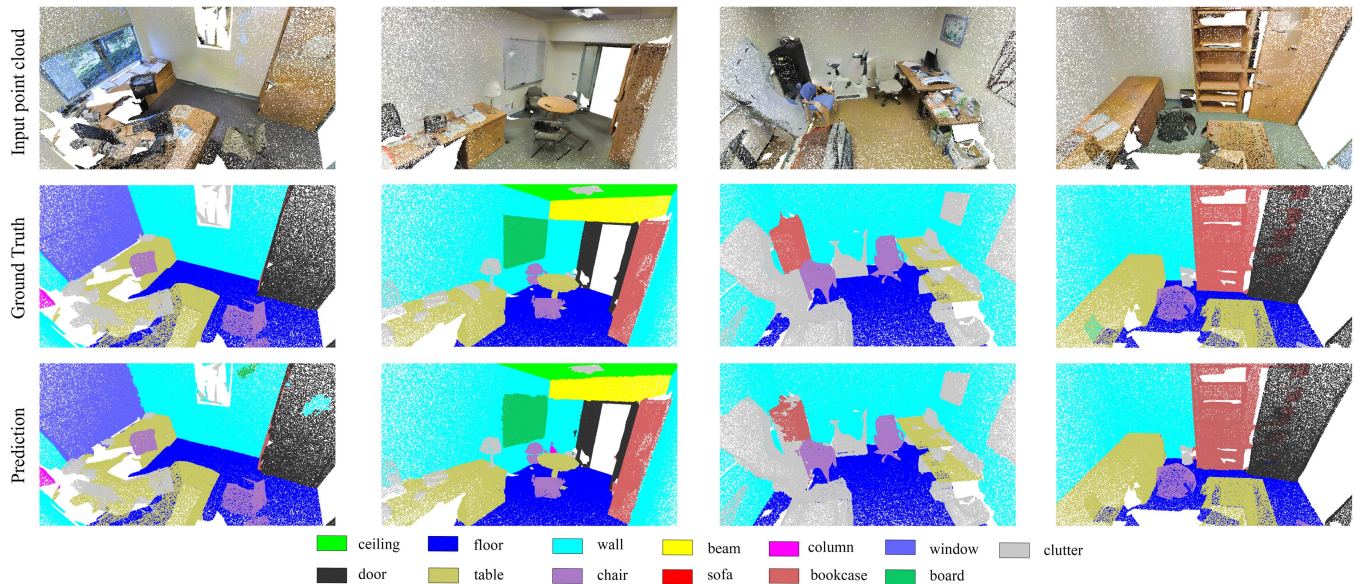 Input point cloud
Ground Truth
Prediction
ceiling floor wall beam column window clutter
door table chair sofa bookcase board